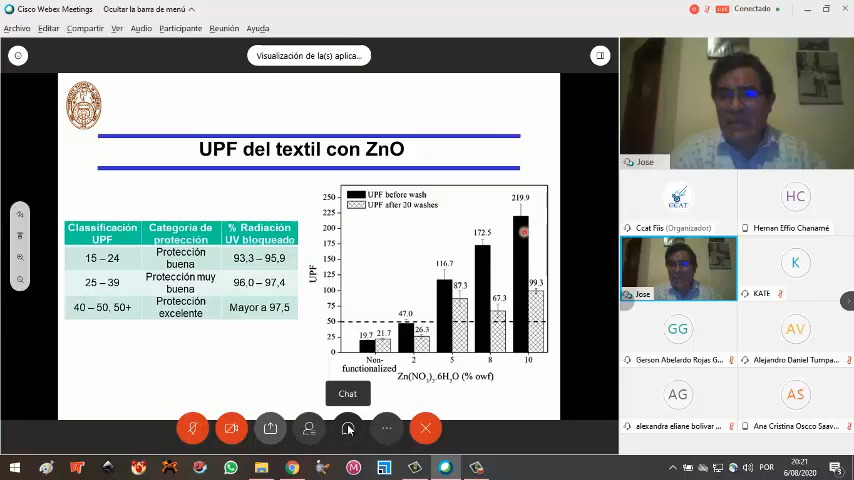 Cisco Webex Meetings
Ocultar la barra de menú
Conectado
Archivo Editar Compartir Ver Audio Participante Reunión Ayuda
Visualización de la(s) aplica...
UPF del textil con ZnO
Clasificación UPF
Categoría de protección
% Radiación UV bloqueado
15 – 24
Protección buena
93,3 – 95,9
25 – 39
Protección muy buena
96,0 – 97,4
40 – 50, 50+
Protección excelente
Mayor a 97,5
UPF before wash
UPF after 20 washes
UPF
250
225
200
175
150
125
100
75
50
25
0
19.7
21.7
47.0
26.3
116.7
87.3
172.5
67.3
219.9
99.3
Non-functionalized
2
5
8
10
Zn(NO3)2.6H2O (% owf)
Chat
Jose
CCAT
Ccat Fiis (Organizador)
HC
Hernan Effio Chanamé
Jose
K
KATE
GG
Gerson Abelardo Rojas G...
AV
Alejandro Daniel Tumpa...
AG
alexandra eliane bolivar ...
AS
Ana Cristina Oscco Saav...
POR
20:21
6/08/2020